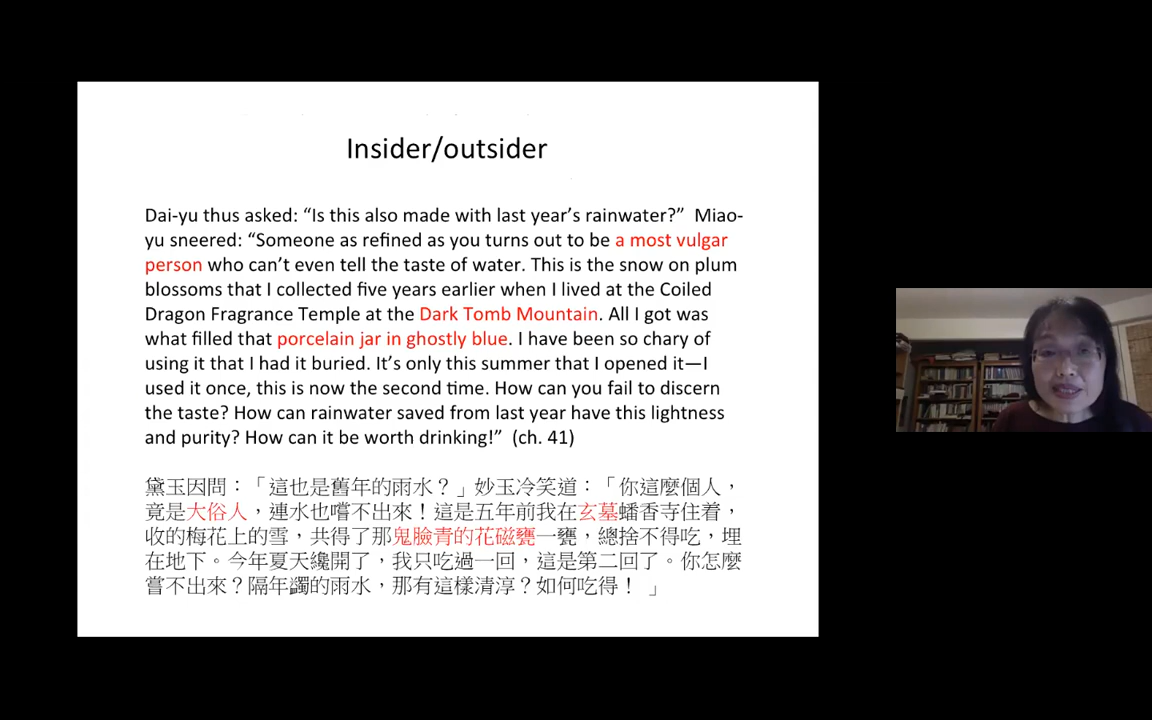 Insider/outsider
Dai-yu thus asked: “Is this also made with last year’s rainwater?” Miao-
yu sneered: “Someone as refined as you turns out to be a most vulgar
person who can’t even tell the taste of water. This is the snow on plum
blossoms that I collected five years earlier when I lived at the Coiled
Dragon Fragrance Temple at the Dark Tomb Mountain. All I got was
what filled that porcelain jar in ghostly blue. I have been so chary of
using it that I had it buried. It’s only this summer that I opened it—I
used it once, this is now the second time. How can you fail to discern
the taste? How can rainwater saved from last year have this lightness
and purity? How can it be worth drinking!” (ch. 41)
黛玉因問：「這也是舊年的雨水？」妙玉冷笑道：「你這麼個人，
竟是大俗人，連水也嚐不出來！這是五年前我在玄墓蟠香寺住着，
收的梅花上的雪，共得了那鬼臉青的花磁甕一甕，總捨不得吃，埋
在地下。今年夏天纔開了，我只吃過一回，這是第二回了。你怎麼
嘗不出來？隔年蠲的雨水，那有這樣清淳？如何吃得！ 」